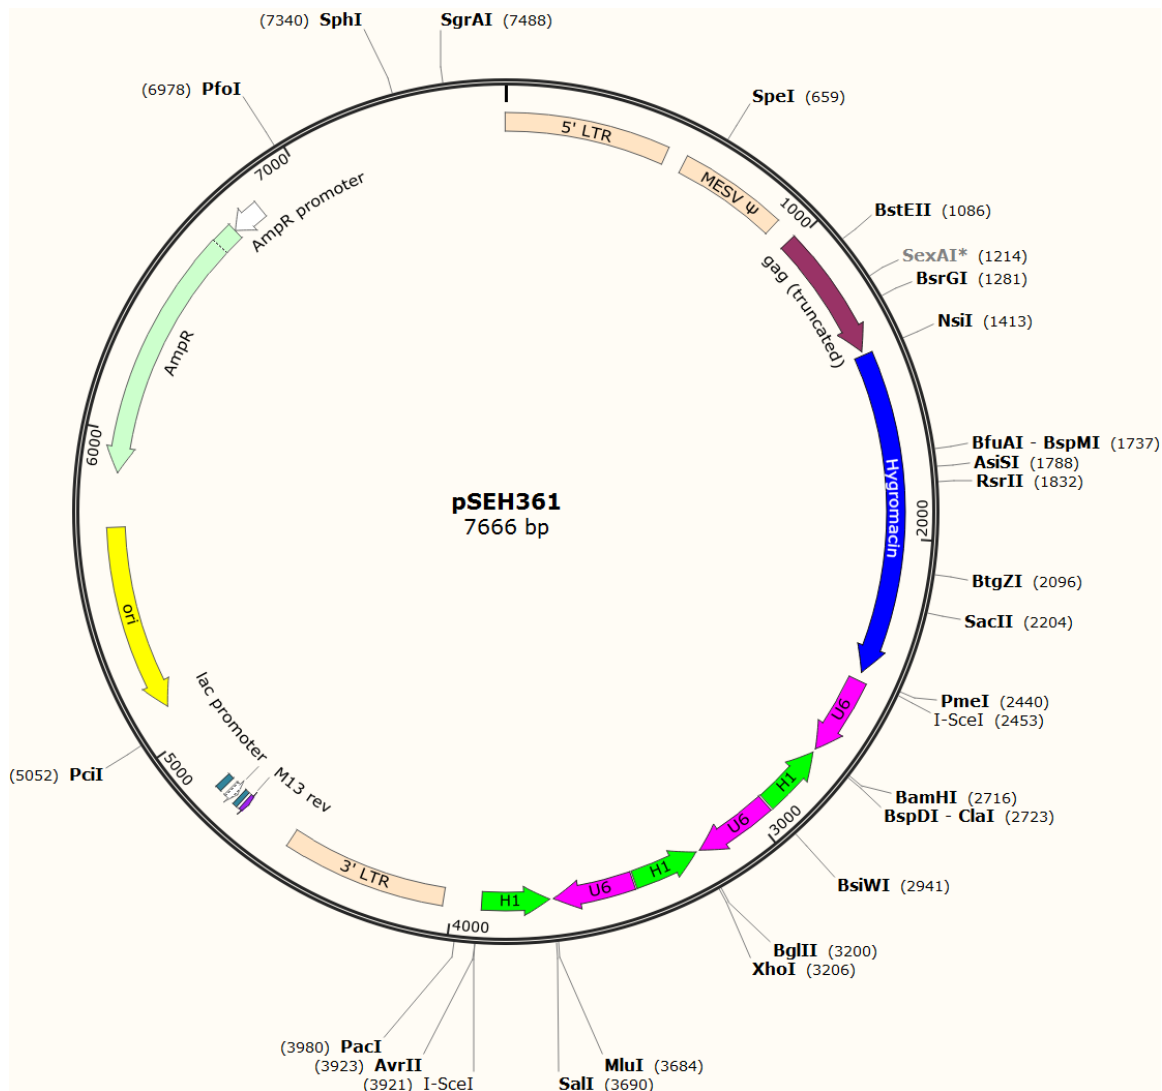 (7340) SphI
SgrAI (7488)
(6978) PfoI
SpeI (659)
5' LTR
7000
MESV Ψ
AmpR promoter
1000
BstEII (1086)
SexAI* (1214)
BsrGI (1281)
gag (truncated)
NsiI (1413)
AmpR
6000
BfuAI - BspMI (1737)
AsiSI (1788)
RsrII (1832)
Hygromacin
pSEH361
7666 bp
2000
BtgZI (2096)
ori
SacII (2204)
lac promoter
U6
PmeI (2440)
I-SceI (2453)
5000
(5052) PciI
M13 rev
H1
BamHI (2716)
BspDI - ClaI (2723)
U6
3000
3' LTR
H1
BsiWI (2941)
U6
H1
4000
BglII (3200)
XhoI (3206)
(3980) PacI
(3923) AvrII
(3921) I-SceI
MluI (3684)
SalI (3690)